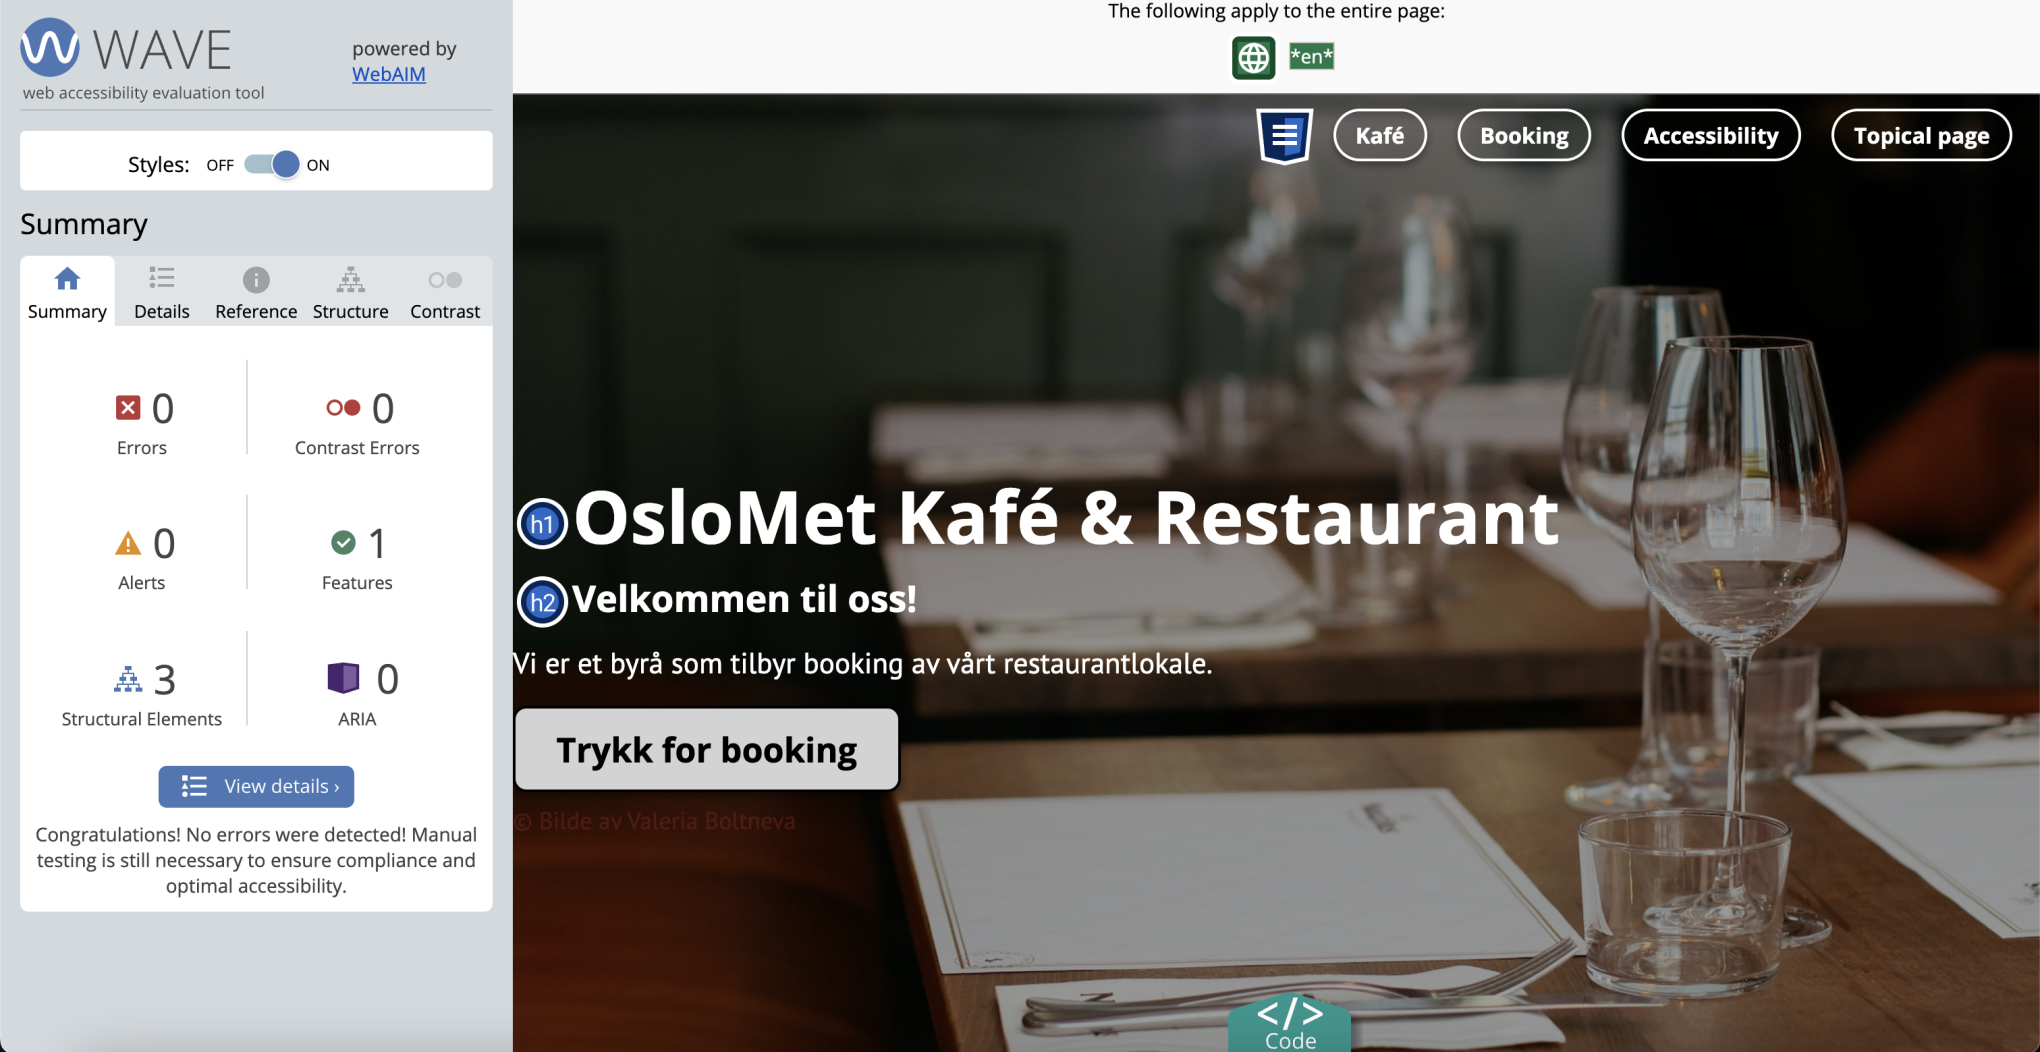 WAVE
powered by
WebAIM
web accessibility evaluation tool
Styles: OFF ON
Summary
Summary Details Reference Structure Contrast
0
Errors
0
Contrast Errors
0
Alerts
1
Features
3
Structural Elements
0
ARIA
View details ›
Congratulations! No errors were detected! Manual
testing is still necessary to ensure compliance and
optimal accessibility.
The following apply to the entire page:
*en*
Kafé Booking Accessibility Topical page
h1 OsloMet Kafé & Restaurant
h2 Velkommen til oss!
Vi er et byrå som tilbyr booking av vårt restaurantlokale.
Trykk for booking
© Bilde av Valeria Boltneva
</>
Code